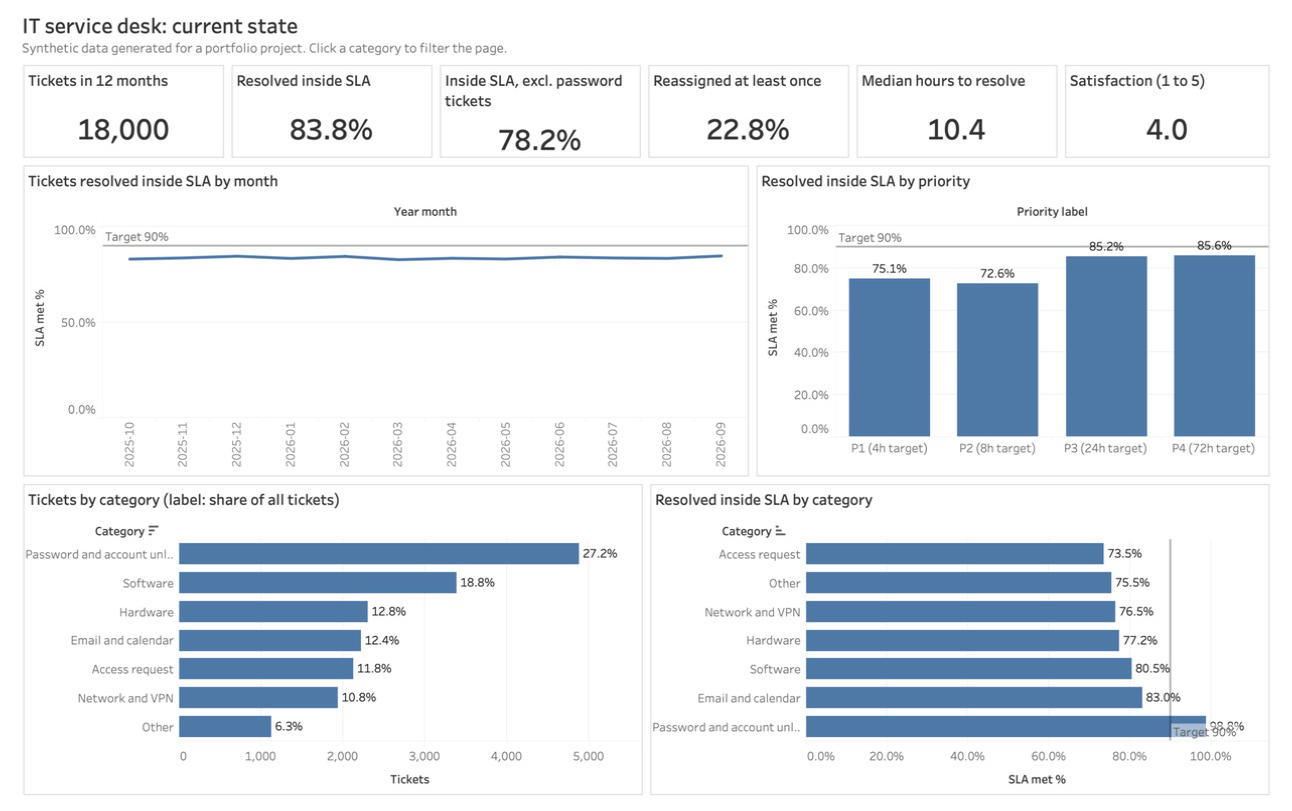 IT service desk: current state
Synthetic data generated for a portfolio project. Click a category to filter the page.
Tickets in 12 months
18,000
Resolved inside SLA
83.8%
Inside SLA, excl. password
tickets
78.2%
Reassigned at least once
22.8%
Median hours to resolve
10.4
Satisfaction (1 to 5)
4.0
Tickets resolved inside SLA by month
Year month
100.0%
Target 90%
50.0%
0.0%
SLA met %
2025-10
2025-11
2025-12
2026-01
2026-02
2026-03
2026-04
2026-05
2026-06
2026-07
2026-08
2026-09
Resolved inside SLA by priority
Priority label
100.0%
Target 90%
80.0%
60.0%
40.0%
20.0%
0.0%
SLA met %
75.1%
72.6%
85.2%
85.6%
P1 (4h target)
P2 (8h target)
P3 (24h target)
P4 (72h target)
Tickets by category (label: share of all tickets)
Category
Password and account unl.. 27.2%
Software 18.8%
Hardware 12.8%
Email and calendar 12.4%
Access request 11.8%
Network and VPN 10.8%
Other 6.3%
0 1,000 2,000 3,000 4,000 5,000
Tickets
Resolved inside SLA by category
Category
Access request 73.5%
Other 75.5%
Network and VPN 76.5%
Hardware 77.2%
Software 80.5%
Email and calendar 83.0%
Password and account unl.. 98.8%
Target 90%
0.0% 20.0% 40.0% 60.0% 80.0% 100.0%
SLA met %